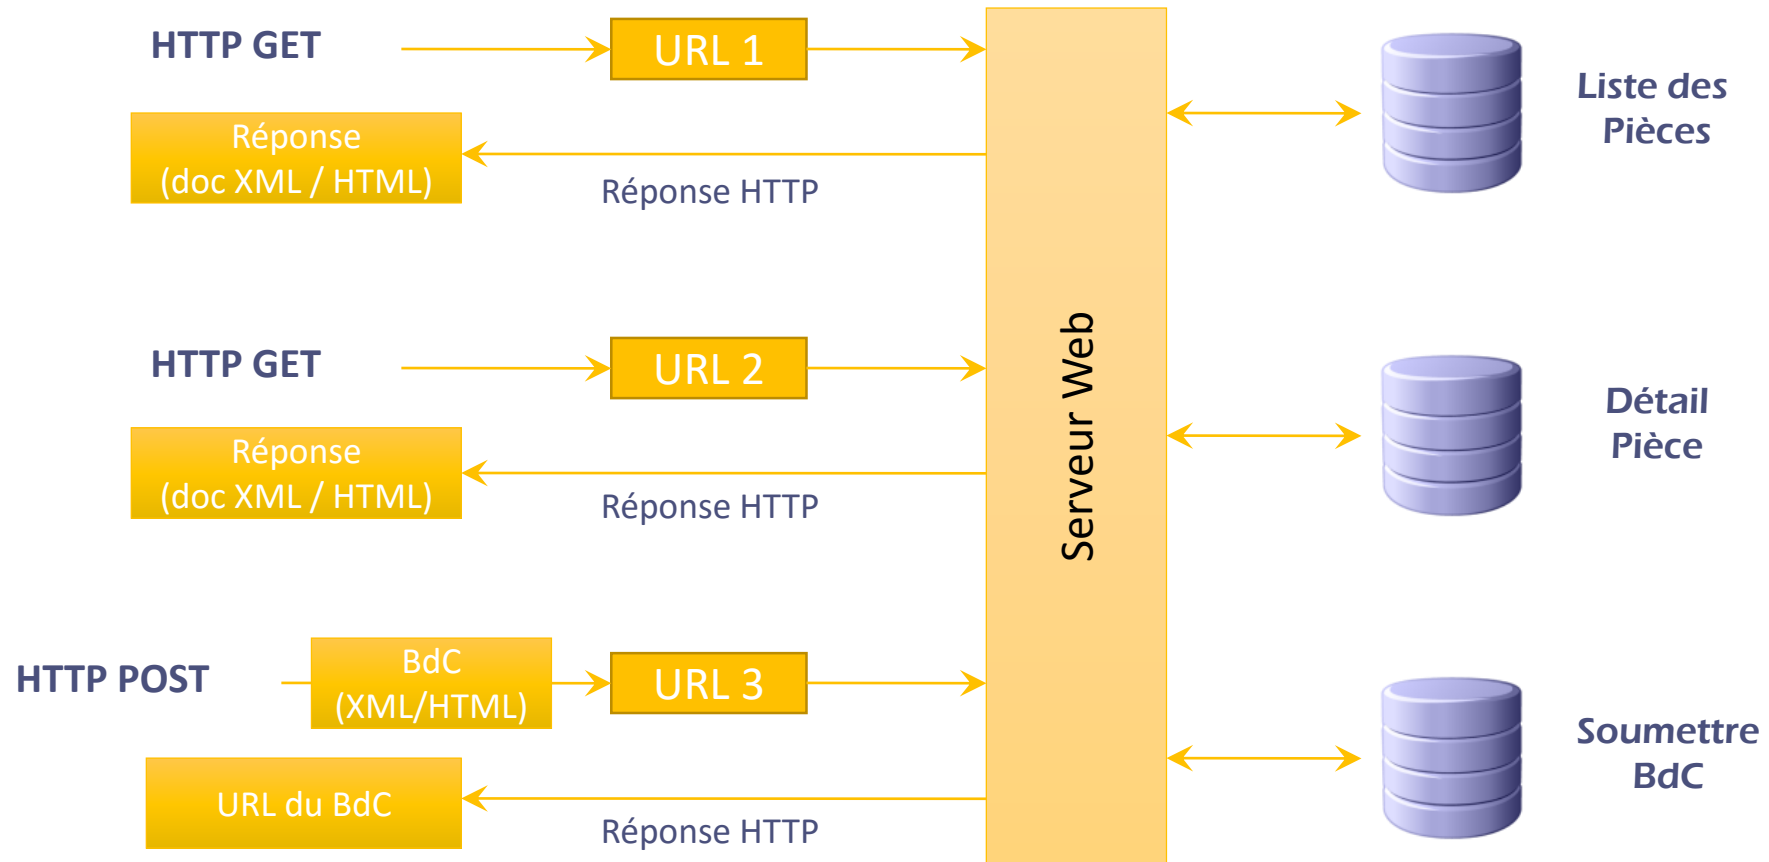 HTTP GET
URL 1
Réponse
(doc XML / HTML)
Réponse HTTP
Liste des
Pièces
HTTP GET
URL 2
Réponse
(doc XML / HTML)
Réponse HTTP
Serveur Web
Détail
Pièce
HTTP POST
BdC
(XML/HTML)
URL 3
URL du BdC
Réponse HTTP
Soumettre
BdC